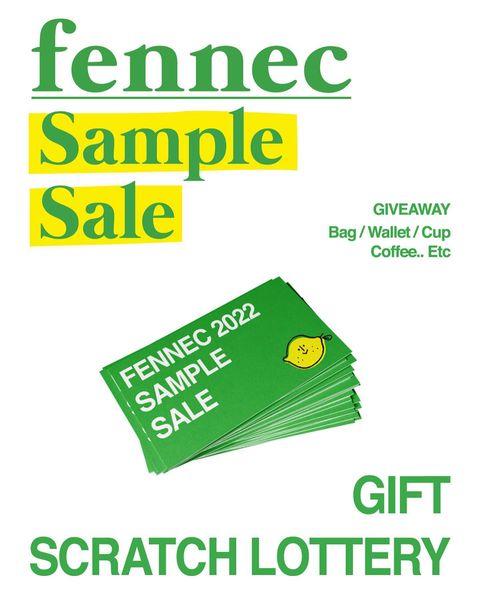 fennec
Sample
Sale
GIVEAWAY
Bag / Wallet / Cup
Coffee.. Etc
FENNEC 2022
SAMPLE
SALE
GIFT
SCRATCH LOTTERY